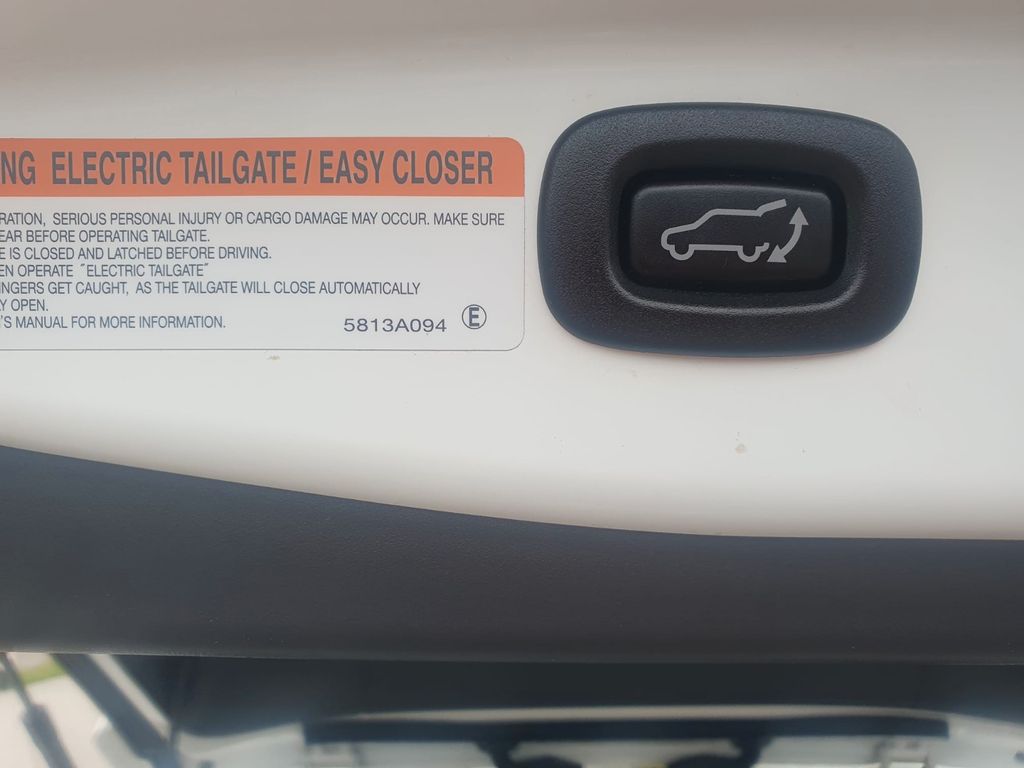 NG ELECTRIC TAILGATE / EASY CLOSER
RATION, SERIOUS PERSONAL INJURY OR CARGO DAMAGE MAY OCCUR. MAKE SURE
EAR BEFORE OPERATING TAILGATE.
E IS CLOSED AND LATCHED BEFORE DRIVING.
EN OPERATE "ELECTRIC TAILGATE"
INGERS GET CAUGHT, AS THE TAILGATE WILL CLOSE AUTOMATICALLY
Y OPEN.
'S MANUAL FOR MORE INFORMATION.
5813A094 Ⓔ